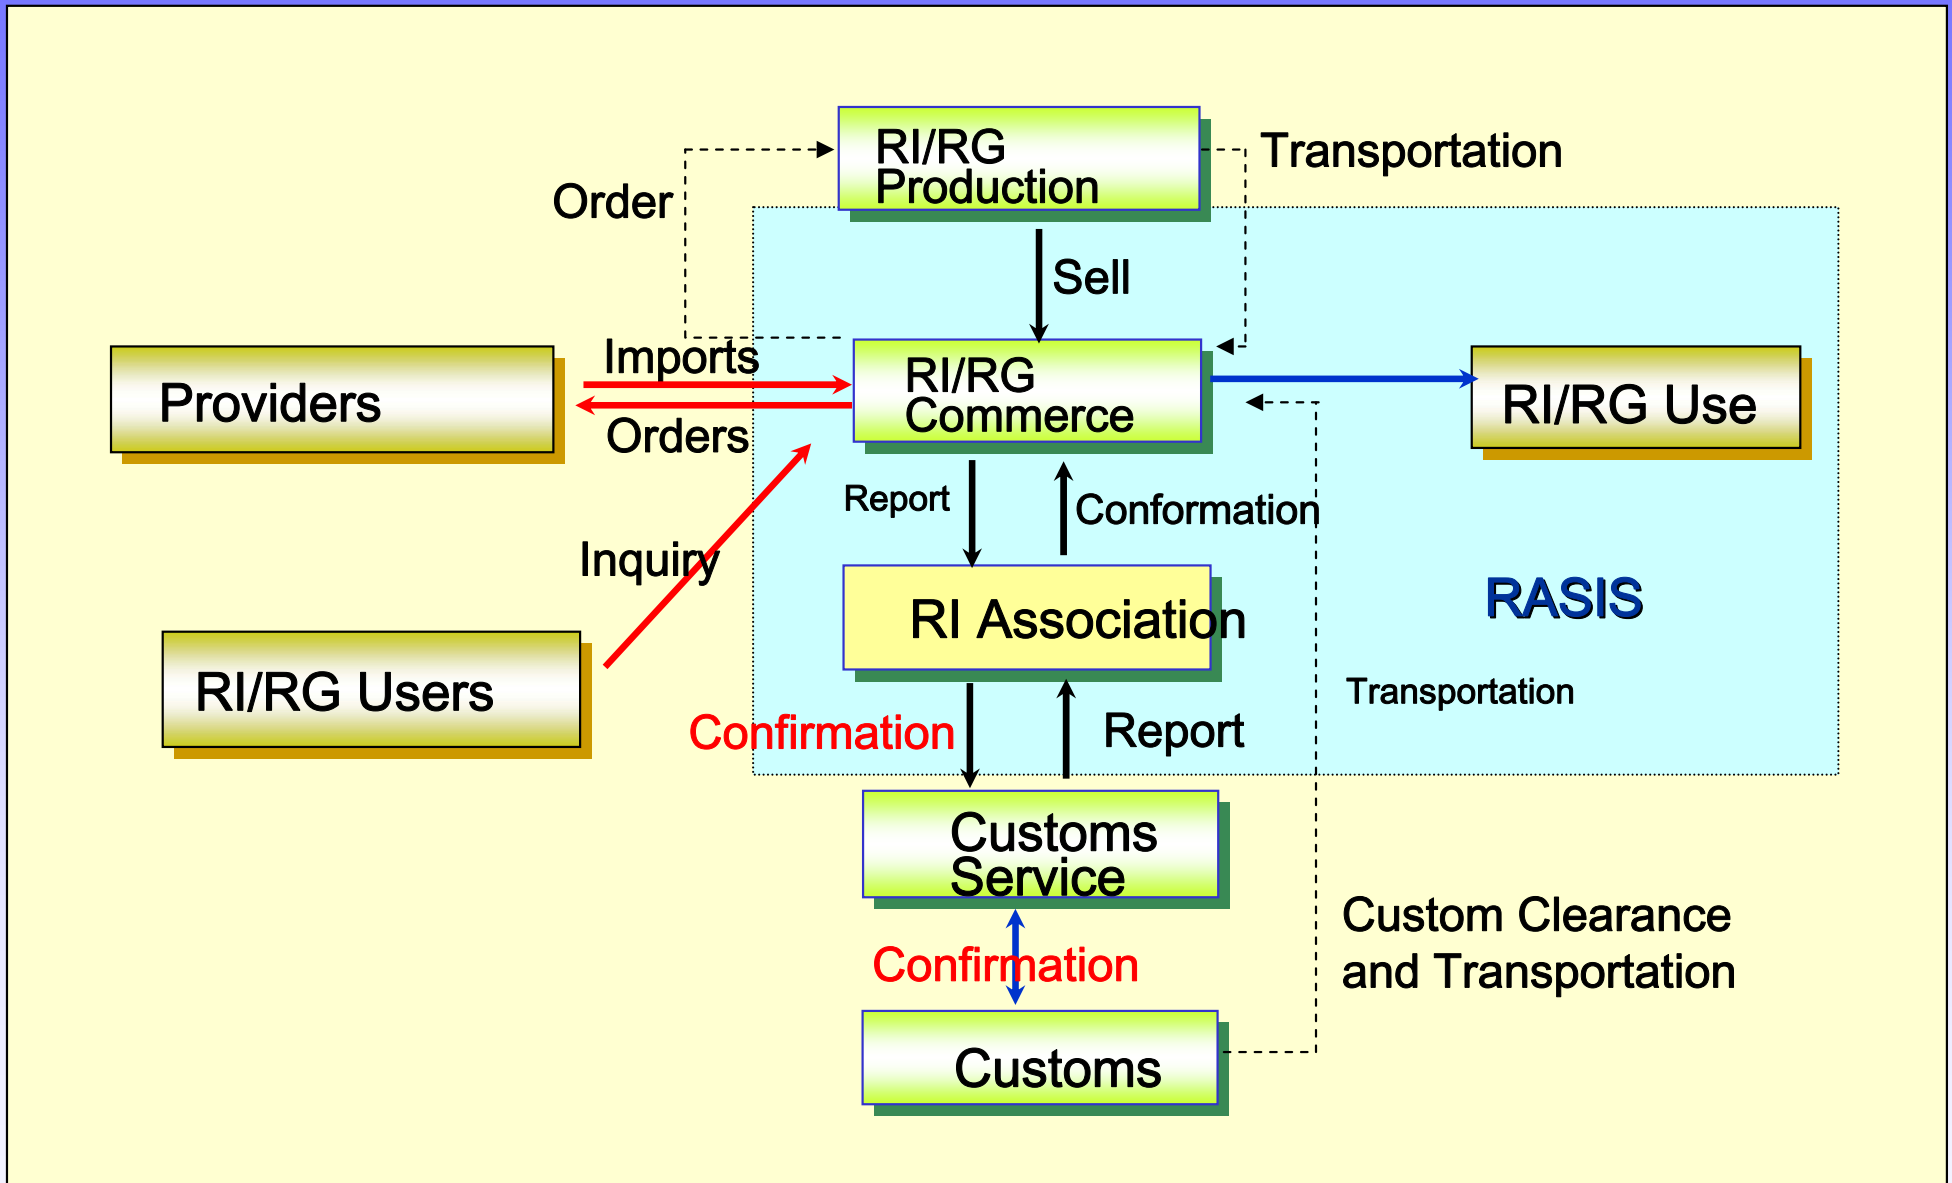 RI/RG
Production
Transportation
Order
Sell
Imports
Providers
RI/RG
Commerce
RI/RG Use
Orders
Report
Conformation
Inquiry
RI Association
RASIS
RI/RG Users
Transportation
Confirmation
Report
Customs
Service
Custom Clearance
and Transportation
Confirmation
Customs